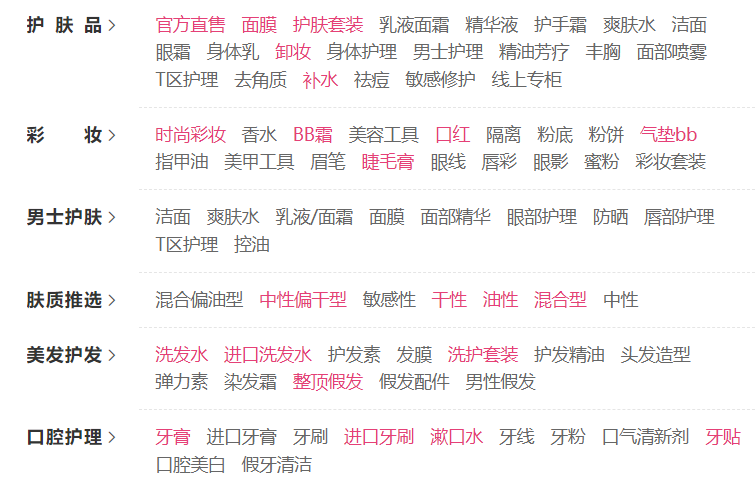 护 肤 品 > 官方直售 面膜 护肤套装 乳液面霜 精华液 护手霜 爽肤水 洁面
眼霜 身体乳 卸妆 身体护理 男士护理 精油芳疗 丰胸 面部喷雾
T区护理 去角质 补水 祛痘 敏感修护 线上专柜
彩 妆 > 时尚彩妆 香水 BB霜 美容工具 口红 隔离 粉底 粉饼 气垫bb
指甲油 美甲工具 眉笔 睫毛膏 眼线 唇彩 眼影 蜜粉 彩妆套装
男士护肤 > 洁面 爽肤水 乳液/面霜 面膜 面部精华 眼部护理 防晒 唇部护理
T区护理 控油
肤质推选 > 混合偏油型 中性偏干型 敏感性 干性 油性 混合型 中性
美发护发 > 洗发水 进口洗发水 护发素 发膜 洗护套装 护发精油 头发造型
弹力素 染发霜 整顶假发 假发配件 男性假发
口腔护理 > 牙膏 进口牙膏 牙刷 进口牙刷 漱口水 牙线 牙粉 口气清新剂 牙贴
口腔美白 假牙清洁